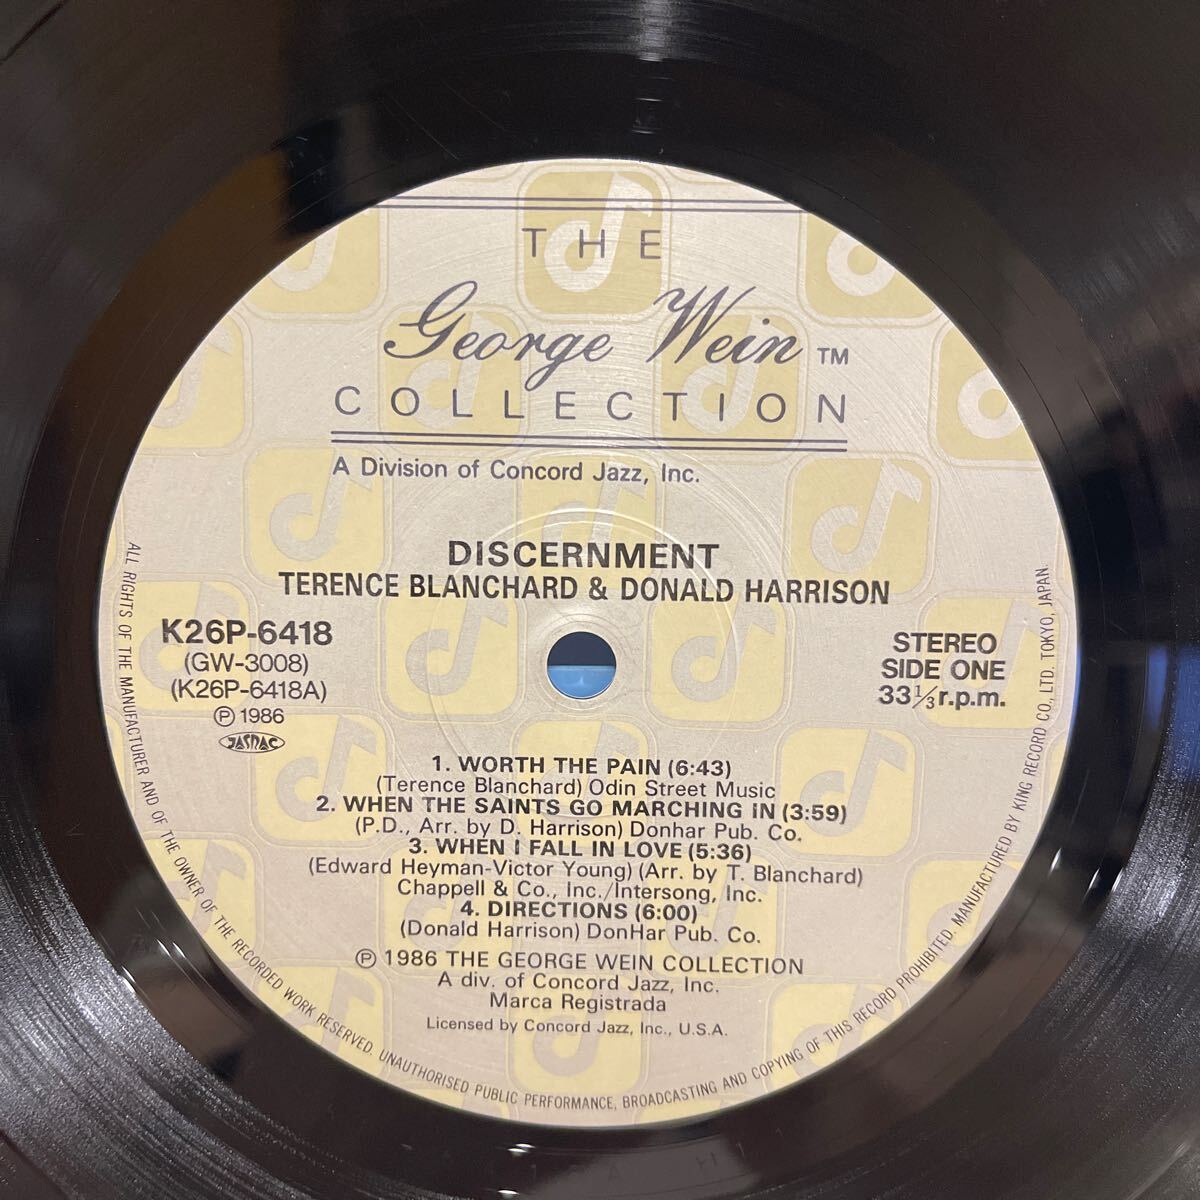 THE
George Wein TM
COLLECTION
A Division of Concord Jazz, Inc.
DISCERNMENT
TERENCE BLANCHARD & DONALD HARRISON
K26P-6418
(GW-3008)
(K26P-6418A)
Ⓟ 1986
JASRAC
STEREO
SIDE ONE
33⅓ r.p.m.
1. WORTH THE PAIN (6:43)
(Terence Blanchard) Odin Street Music
2. WHEN THE SAINTS GO MARCHING IN (3:59)
(P.D., Arr. by D. Harrison) Donhar Pub. Co.
3. WHEN I FALL IN LOVE (5:36)
(Edward Heyman-Victor Young) (Arr. by T. Blanchard)
Chappell & Co., Inc./Intersong, Inc.
4. DIRECTIONS (6:00)
(Donald Harrison) DonHar Pub. Co.
Ⓟ 1986 THE GEORGE WEIN COLLECTION
A div. of Concord Jazz, Inc.
Marca Registrada
Licensed by Concord Jazz, Inc., U.S.A.
ALL RIGHTS OF THE MANUFACTURER AND OF THE OWNER OF THE RECORDED WORK RESERVED. UNAUTHORISED PUBLIC PERFORMANCE, BROADCASTING AND COPYING OF THIS RECORD PROHIBITED. MANUFACTURED BY KING RECORD CO., LTD. TOKYO, JAPAN